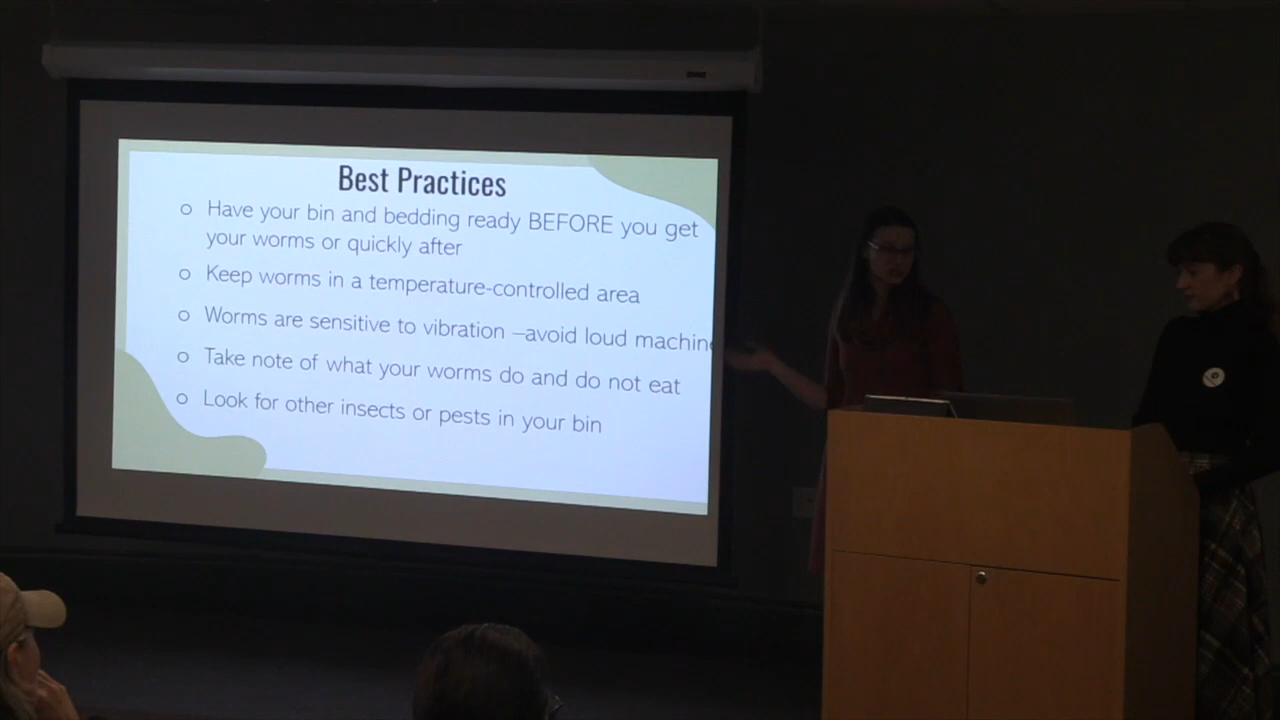 Best Practices
Have your bin and bedding ready BEFORE you get
your worms or quickly after
Keep worms in a temperature-controlled area
Worms are sensitive to vibration –avoid loud machin
Take note of what your worms do and do not eat
Look for other insects or pests in your bin